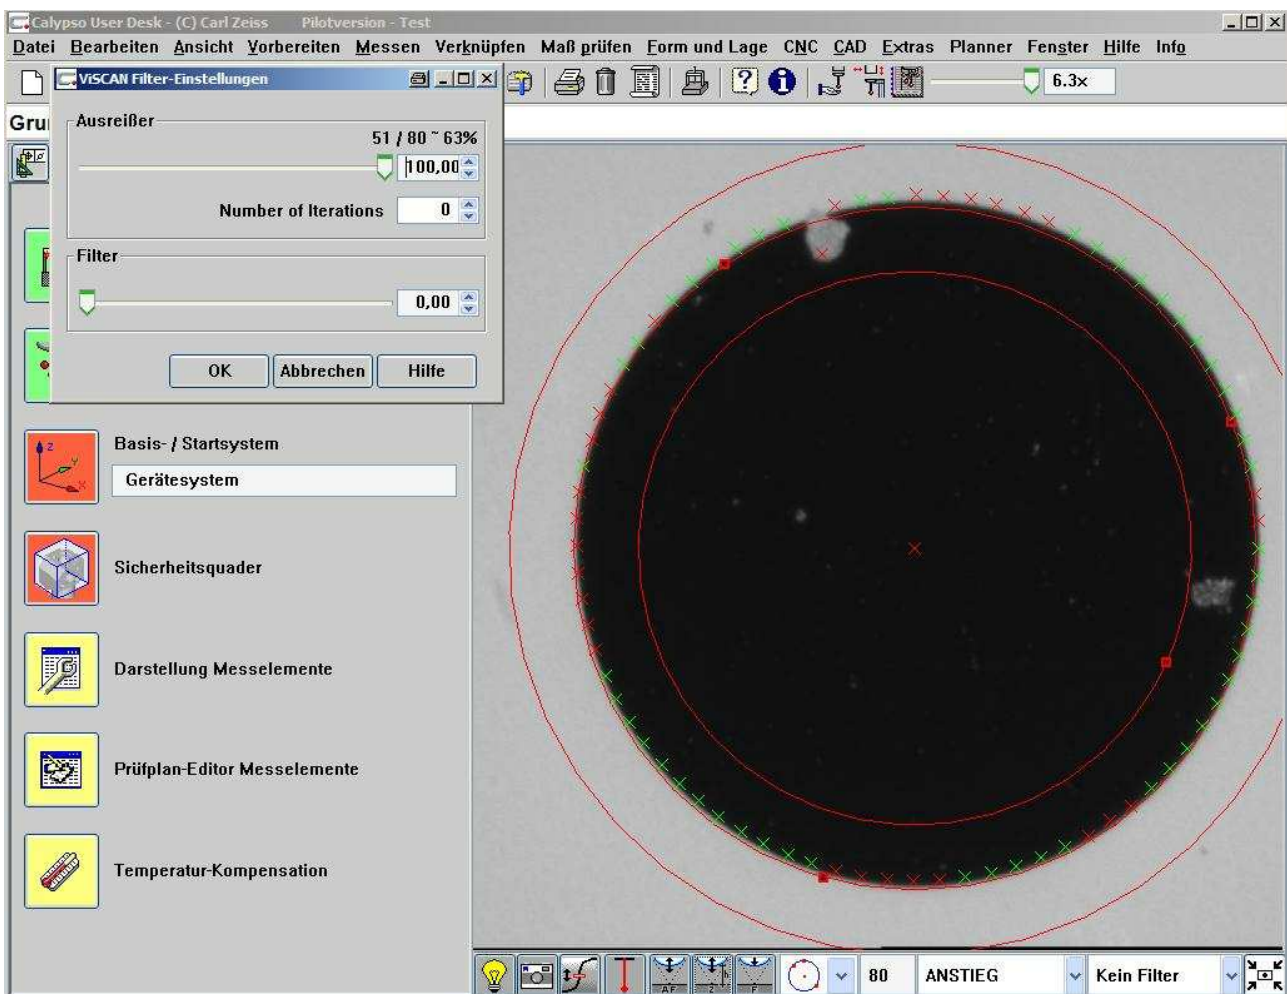 Calypso User Desk - (C) Carl Zeiss Pilotversion - Test
Datei Bearbeiten Ansicht Vorbereiten Messen Verknüpfen Maß prüfen Form und Lage CNC CAD Extras Planner Fenster Hilfe Info
ViSCAN Filter-Einstellungen
6.3x
Gru
Ausreißer
51 / 80 ~ 63%
100,00
Number of Iterations 0
Filter
0,00
OK Abbrechen Hilfe
Basis- / Startsystem
Gerätesystem
Sicherheitsquader
Darstellung Messelemente
Prüfplan-Editor Messelemente
Temperatur-Kompensation
AF Z F 80 ANSTIEG Kein Filter